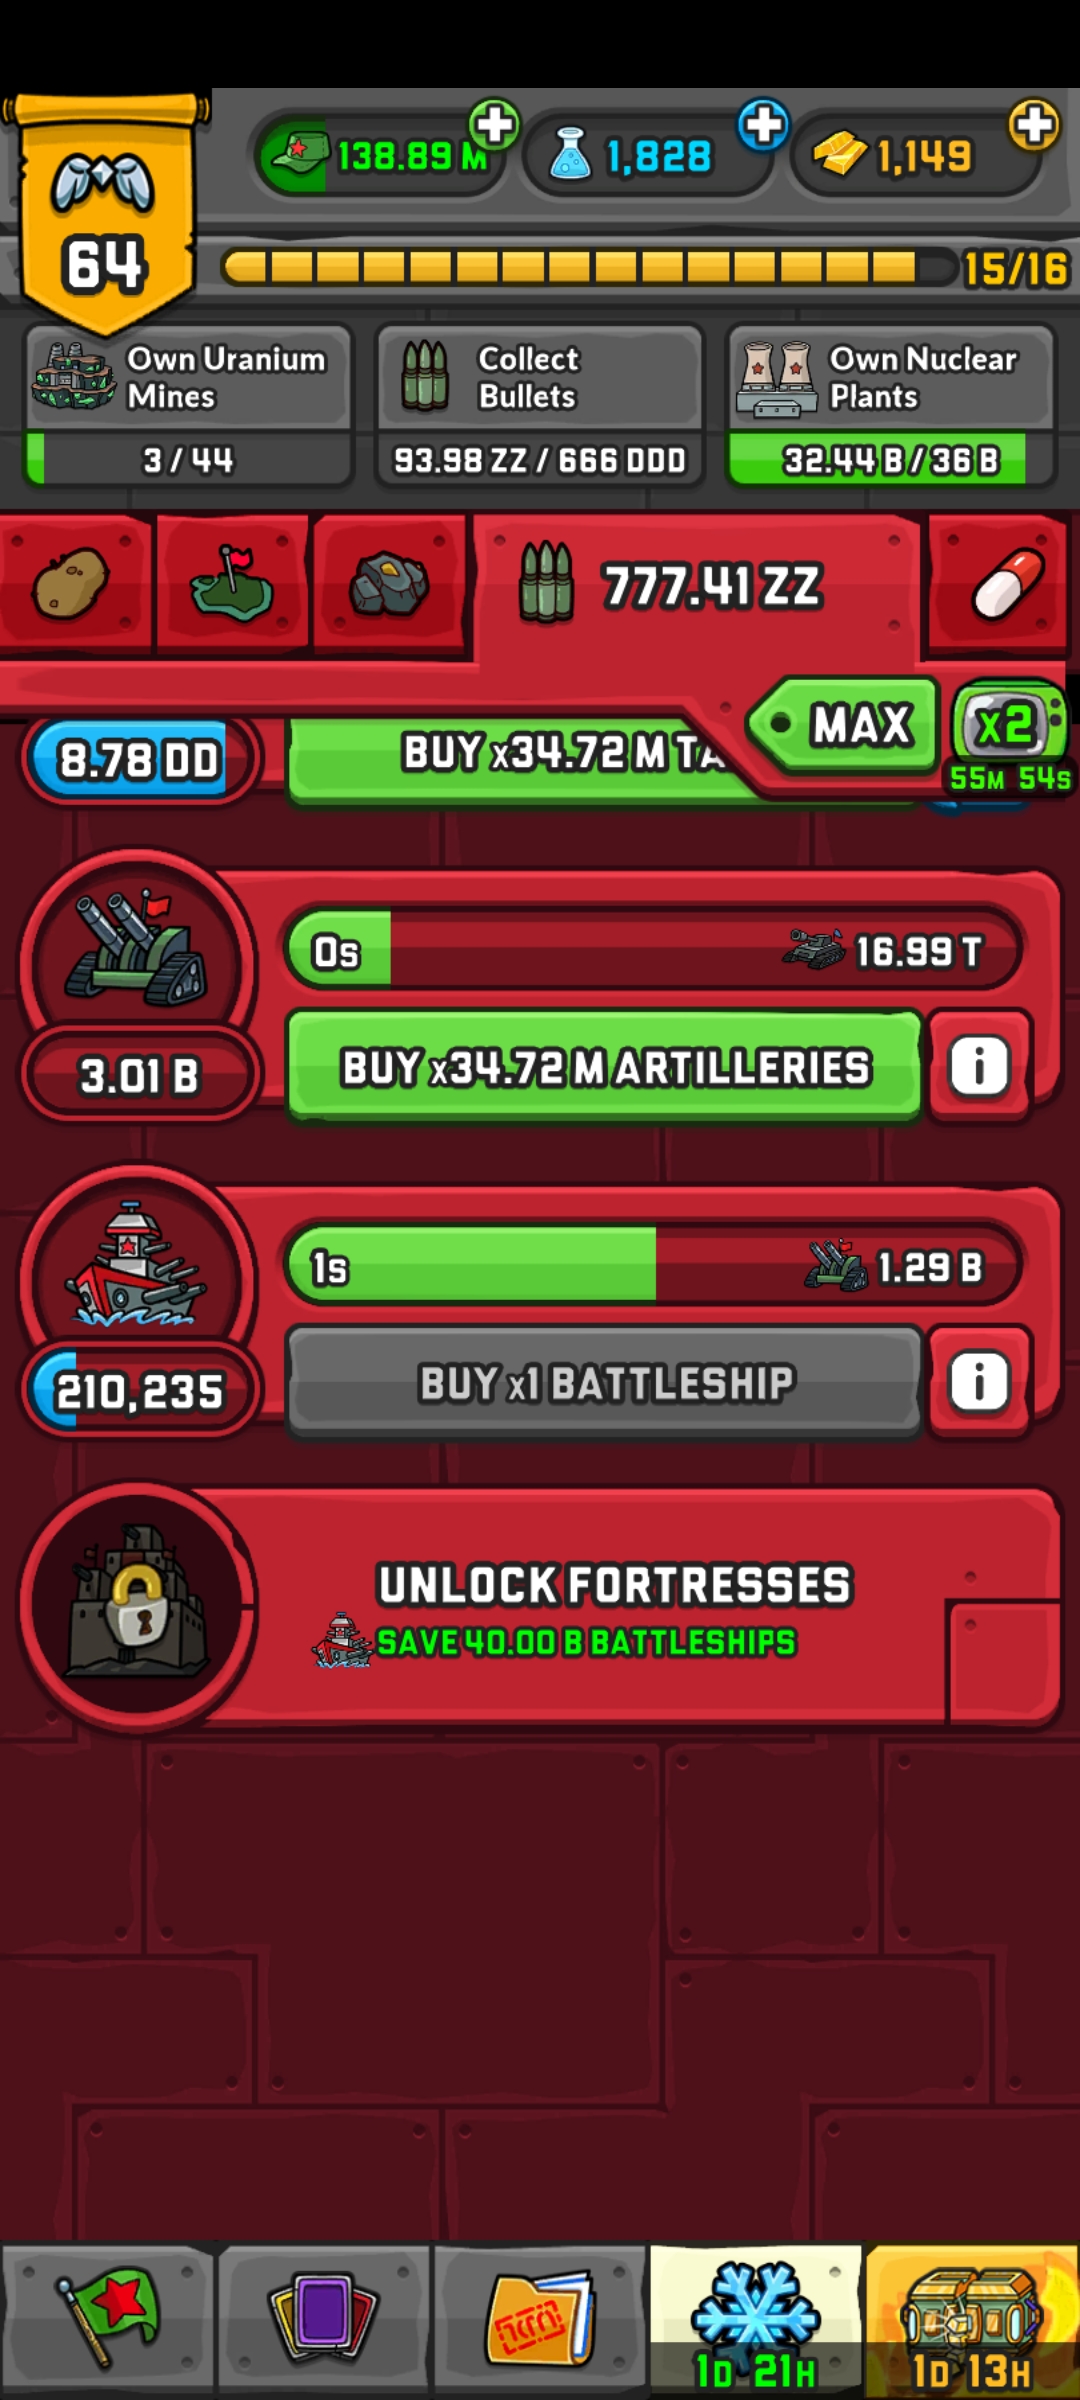 138.89 M
1,828
1,149
64
15/16
Own Uranium
Mines
3 / 44
Collect
Bullets
93.98 ZZ / 666 DDD
Own Nuclear
Plants
32.44 B / 36 B
777.41 ZZ
MAX
x2
55M 54S
8.78 DD
BUY x34.72 M TA
0s
16.99 T
3.01 B
BUY x34.72 M ARTILLERIES
i
1s
1.29 B
210,235
BUY x1 BATTLESHIP
i
UNLOCK FORTRESSES
SAVE 40.00 B BATTLESHIPS
1D 21H
1D 13H